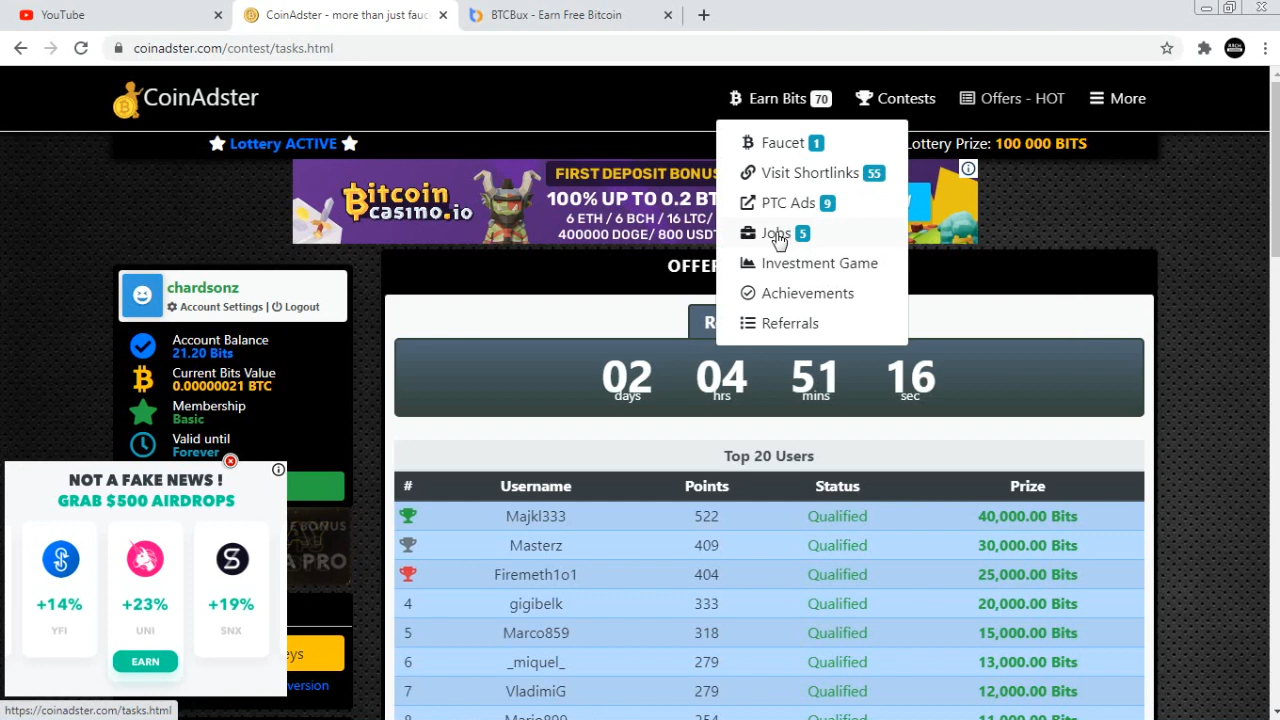 YouTube
CoinAdster - more than just fauc
BTCBux - Earn Free Bitcoin
coinadster.com/contest/tasks.html
CoinAdster
Earn Bits 70
Contests
Offers - HOT
More
Lottery ACTIVE
Lottery Prize: 100 000 BITS
Faucet 1
Visit Shortlinks 55
PTC Ads 9
Jobs 5
Investment Game
Achievements
Referrals
Bitcoin
casino.io
FIRST DEPOSIT BONUS
100% UP TO 0.2 BT
6 ETH / 6 BCH / 16 LTC/
400000 DOGE/ 800 USDT
OFFE
chardsonz
Account Settings | Logout
Account Balance
21.20 Bits
Current Bits Value
0.00000021 BTC
Membership
Basic
Valid until
Forever
02 04 51 16
days hrs mins sec
Top 20 Users
# Username Points Status Prize
Majkl333 522 Qualified 40,000.00 Bits
Masterz 409 Qualified 30,000.00 Bits
Firemeth1o1 404 Qualified 25,000.00 Bits
4 gigibelk 333 Qualified 20,000.00 Bits
5 Marco859 318 Qualified 15,000.00 Bits
6 _miquel_ 279 Qualified 13,000.00 Bits
7 VladimiG 279 Qualified 12,000.00 Bits
NOT A FAKE NEWS !
GRAB $500 AIRDROPS
+14% +23% +19%
YFI UNI SNX
EARN
BONUS
PRO
eys
version
https://coinadster.com/tasks.html